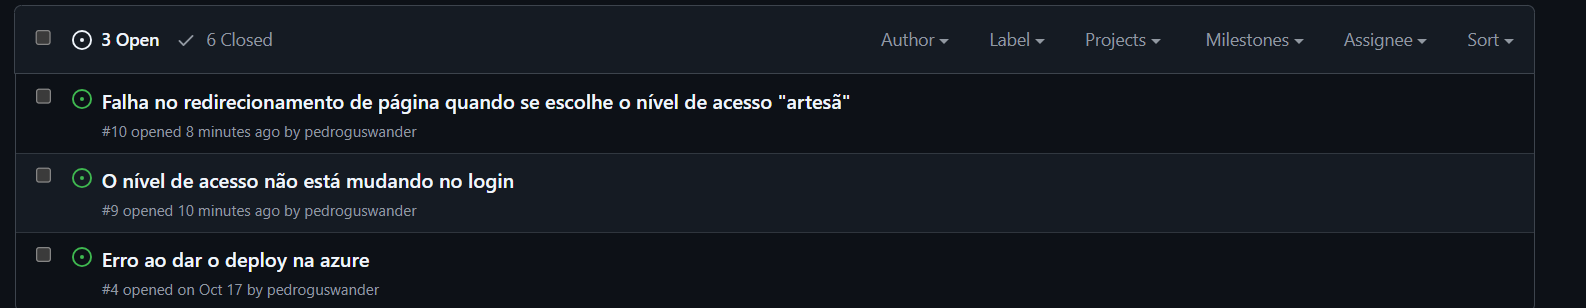 3 Open 6 Closed Author Label Projects Milestones Assignee Sort
Falha no redirecionamento de página quando se escolhe o nível de acesso "artesã"
#10 opened 8 minutes ago by pedroguswander
O nível de acesso não está mudando no login
#9 opened 10 minutes ago by pedroguswander
Erro ao dar o deploy na azure
#4 opened on Oct 17 by pedroguswander